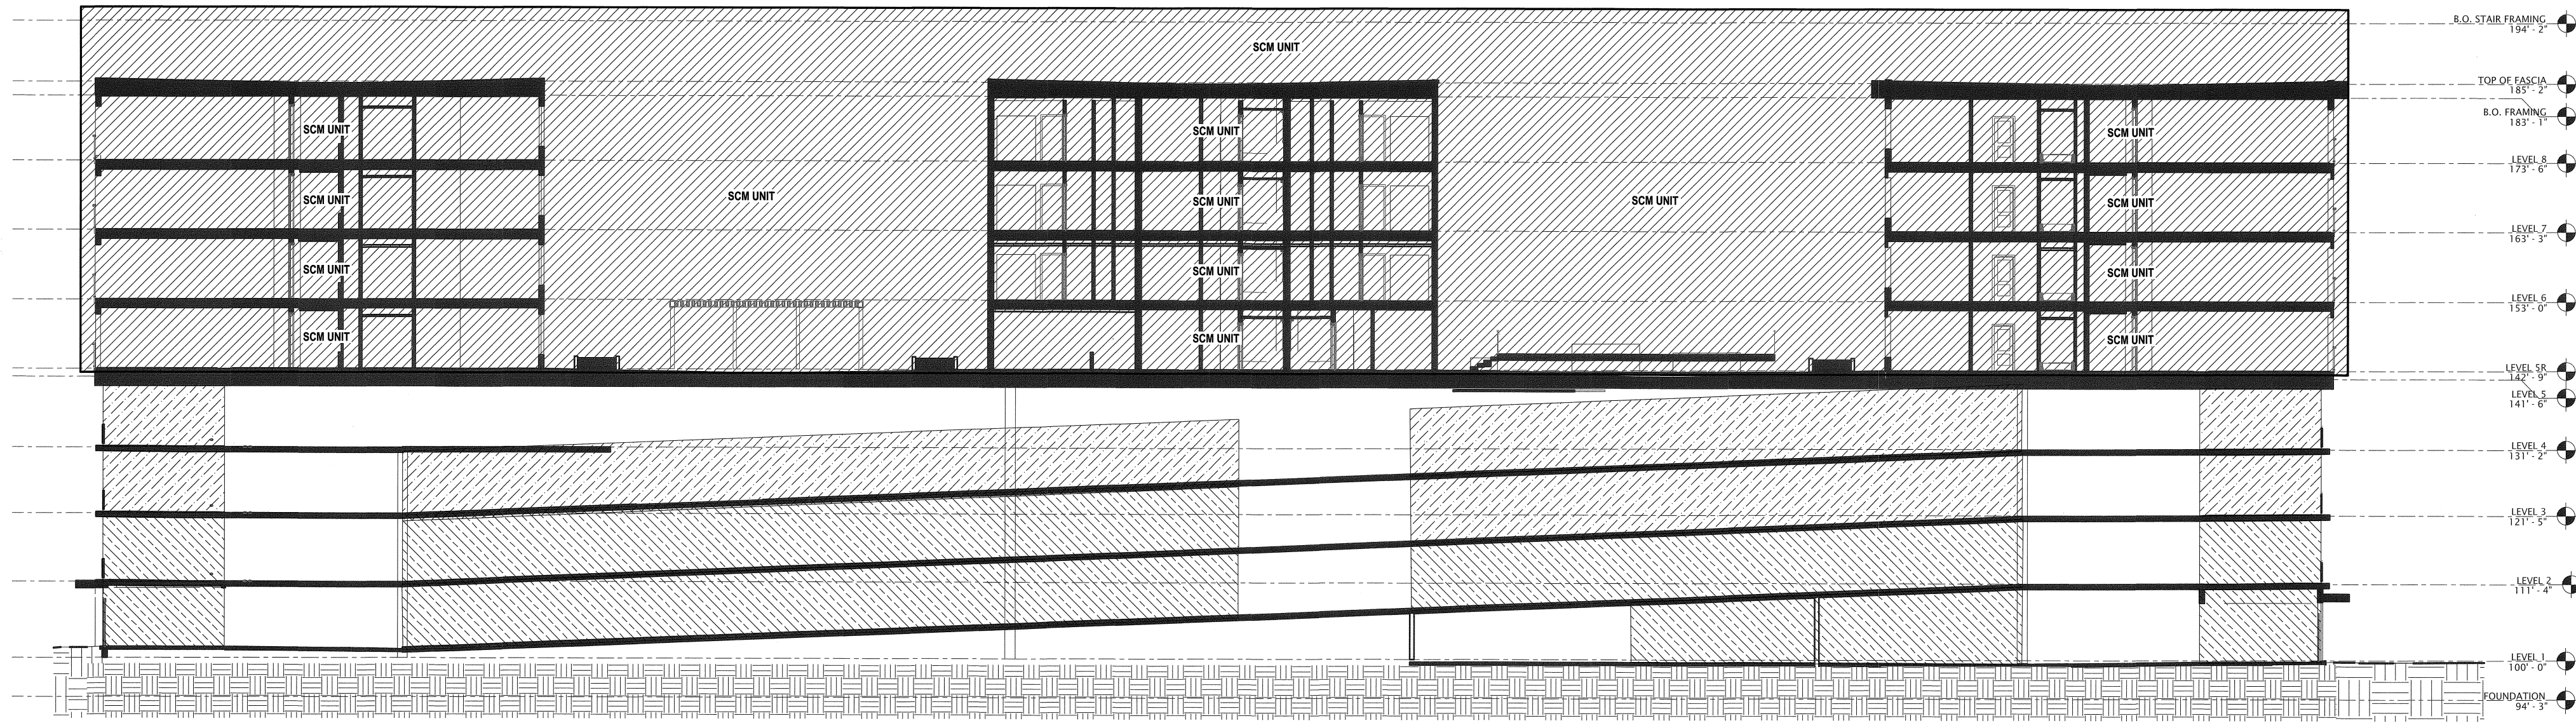 B.O. STAIR FRAMING
194' - 2"
SCM UNIT
TOP OF FASCIA
185' - 2"
B.O. FRAMING
183' - 1"
SCM UNIT
SCM UNIT
SCM UNIT
LEVEL 8
173' - 6"
SCM UNIT
SCM UNIT
SCM UNIT
SCM UNIT
SCM UNIT
LEVEL 7
163' - 3"
SCM UNIT
SCM UNIT
SCM UNIT
LEVEL 6
153' - 0"
SCM UNIT
SCM UNIT
SCM UNIT
LEVEL 5R
142' - 9"
LEVEL 5
141' - 6"
LEVEL 4
131' - 2"
LEVEL 3
121' - 5"
LEVEL 2
111' - 4"
LEVEL 1
100' - 0"
FOUNDATION
94' - 3"